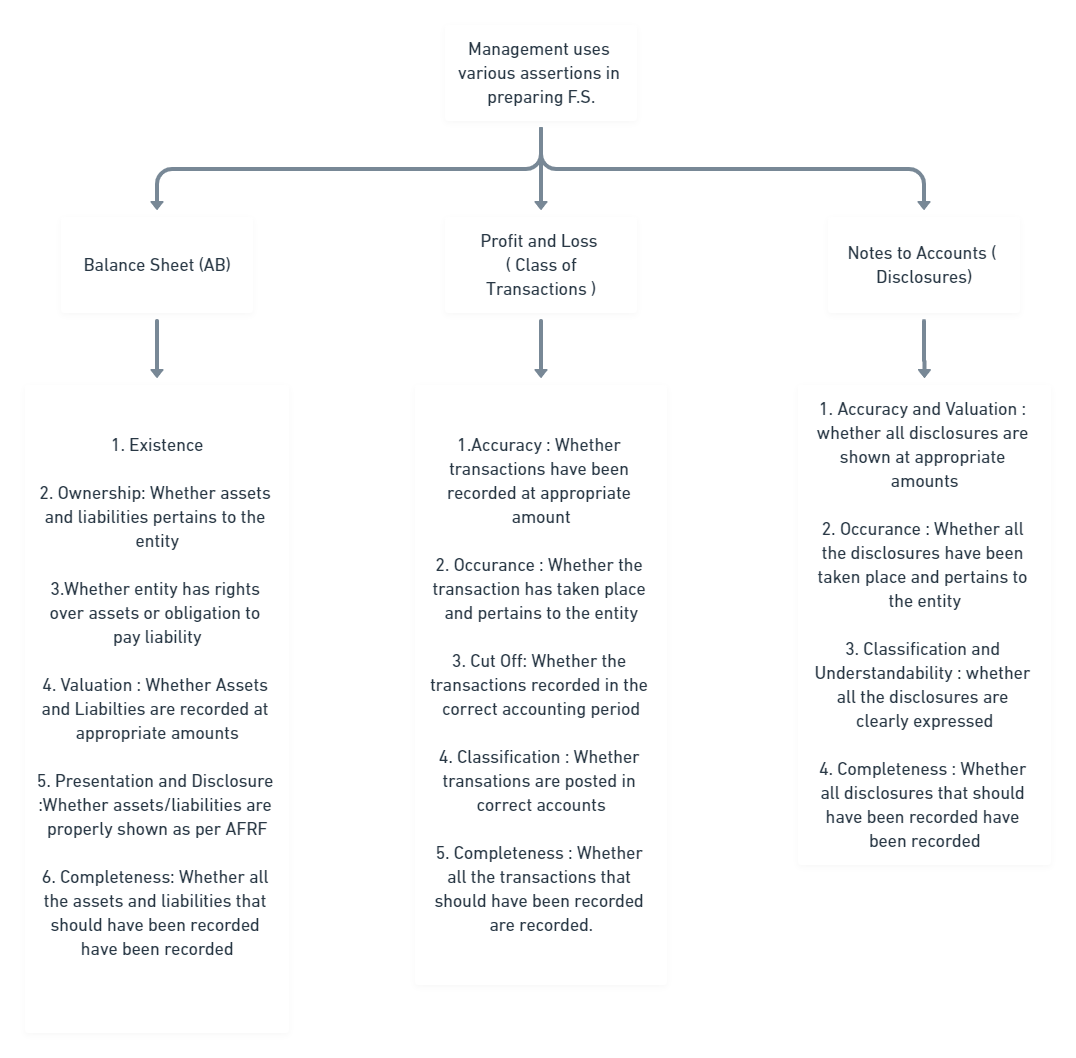 Management uses
various assertions in
preparing F.S.
Balance Sheet (AB)
Profit and Loss
( Class of
Transactions )
Notes to Accounts (
Disclosures)
1. Existence
2. Ownership: Whether assets
and liabilities pertains to the
entity
3.Whether entity has rights
over assets or obligation to
pay liability
4. Valuation : Whether Assets
and Liabilties are recorded at
appropriate amounts
5. Presentation and Disclosure
:Whether assets/liabilities are
properly shown as per AFRF
6. Completeness: Whether all
the assets and liabilities that
should have been recorded
have been recorded
1.Accuracy : Whether
transactions have been
recorded at appropriate
amount
2. Occurance : Whether the
transaction has taken place
and pertains to the entity
3. Cut Off: Whether the
transactions recorded in the
correct accounting period
4. Classification : Whether
transations are posted in
correct accounts
5. Completeness : Whether
all the transactions that
should have been recorded
are recorded.
1. Accuracy and Valuation :
whether all disclosures are
shown at appropriate
amounts
2. Occurance : Whether all
the disclosures have been
taken place and pertains to
the entity
3. Classification and
Understandability : whether
all the disclosures are
clearly expressed
4. Completeness : Whether
all disclosures that should
have been recorded have
been recorded